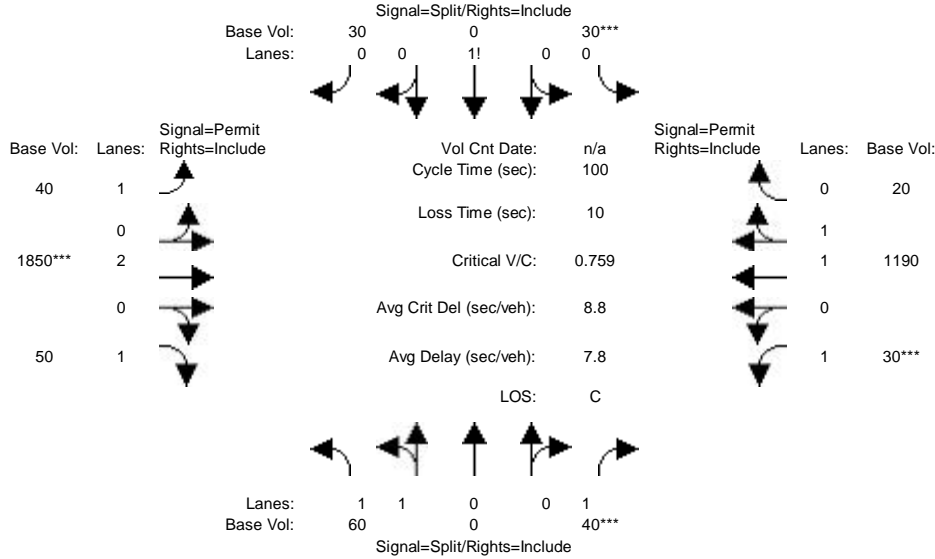 Signal=Split/Rights=Include
Base Vol: 30 0 30***
Lanes: 0 0 1! 0 0
Signal=Permit Signal=Permit
Base Vol: Lanes: Rights=Include Vol Cnt Date: n/a Rights=Include Lanes: Base Vol:
Cycle Time (sec): 100
40 1 0 20
Loss Time (sec): 10
0 1
1850*** 2 Critical V/C: 0.759 1 1190
0 Avg Crit Del (sec/veh): 8.8 0
50 1 Avg Delay (sec/veh): 7.8 1 30***
LOS: C
Lanes: 1 1 0 0 1
Base Vol: 60 0 40***
Signal=Split/Rights=Include